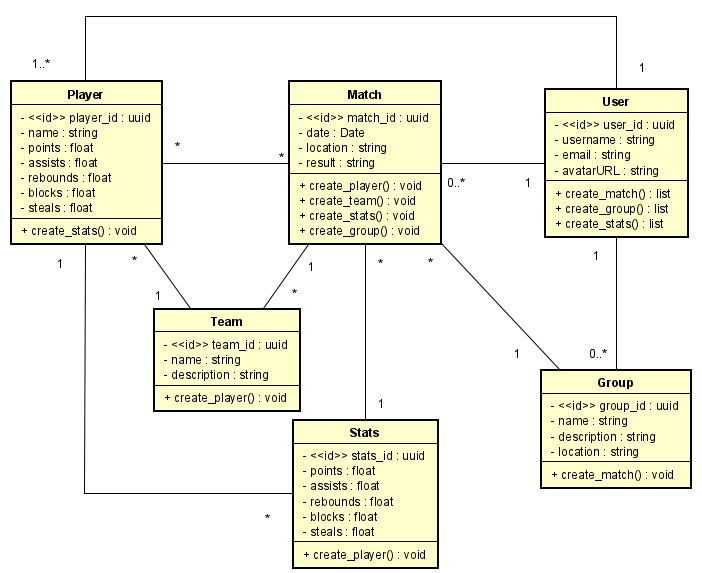 1..*
1
Player
- <<id>> player_id : uuid
- name : string
- points : float
- assists : float
- rebounds : float
- blocks : float
- steals : float
+ create_stats() : void
*
*
Match
- <<id>> match_id : uuid
- date : Date
- location : string
- result : string
+ create_player() : void
+ create_team() : void
+ create_stats() : void
+ create_group() : void
0..*
1
User
- <<id>> user_id : uuid
- username : string
- email : string
- avatarURL : string
+ create_match() : list
+ create_group() : list
+ create_stats() : list
1
*
1
*
1
*
*
1
1
0..*
Team
- <<id>> team_id : uuid
- name : string
- description : string
+ create_player() : void
Group
- <<id>> group_id : uuid
- name : string
- description : string
- location : string
+ create_match() : void
1
Stats
- <<id>> stats_id : uuid
- points : float
- assists : float
- rebounds : float
- blocks : float
- steals : float
+ create_player() : void
*